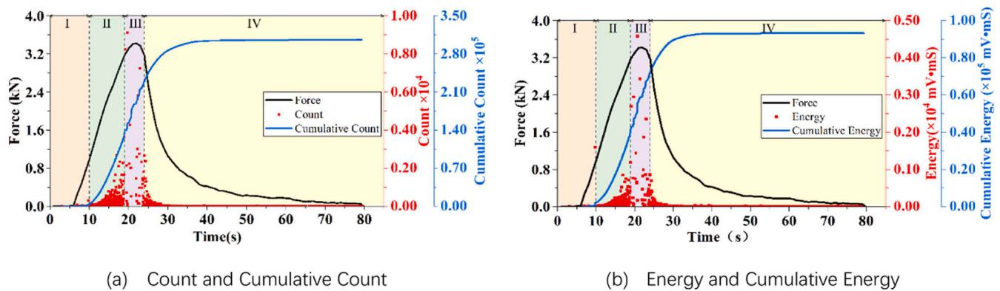 I II III IV
4.0 3.2 2.4 1.6 0.8 0.0
Force (kN)
Force
Count
Cumulative Count
1.00 0.80 0.60 0.40 0.20 0.00
Count ×10⁴
3.50 2.80 2.10 1.40 0.70 0.00
Cumulative Count ×10⁵
0 10 20 30 40 50 60 70 80
Time(s)
(a) Count and Cumulative Count
I II III IV
4.0 3.2 2.4 1.6 0.8 0.0
Force (kN)
Force
Energy
Cumulative Energy
0.50 0.40 0.30 0.20 0.10 0.00
Energy(×10⁴ mV•mS)
1.00 0.80 0.60 0.40 0.20 0.00
Cumulative Energy (×10⁵ mV•mS)
0 10 20 30 40 50 60 70 80
Time（s）
(b) Energy and Cumulative Energy